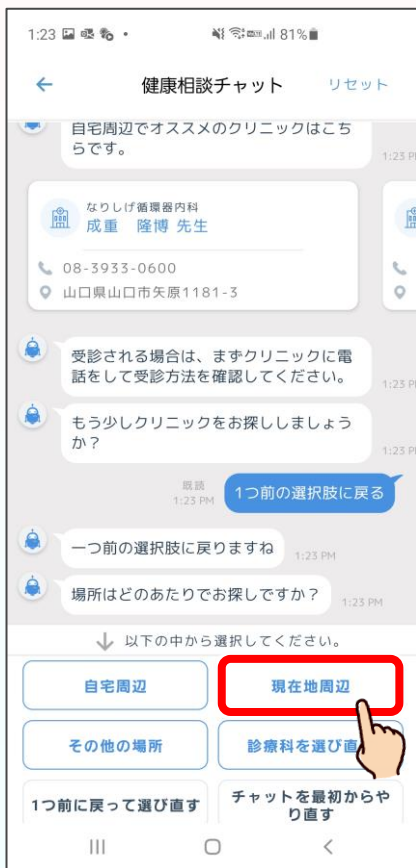 1:23
81%
健康相談チャット
リセット
自宅周辺でオススメのクリニックはこち
らです。
1:23 PM
なりしげ循環器内科
成重 隆博 先生
08-3933-0600
山口県山口市矢原1181-3
受診される場合は、まずクリニックに電
話をして受診方法を確認してください。
1:23 PM
もう少しクリニックをお探ししましょう
か?
1:23 PM
既読
1:23 PM
1つ前の選択肢に戻る
一つ前の選択肢に戻りますね
1:23 PM
場所はどのあたりでお探しですか?
1:23 PM
以下の中から選択してください。
自宅周辺
現在地周辺
その他の場所
診療科を選び直
1つ前に戻って選び直す
チャットを最初からや
り直す